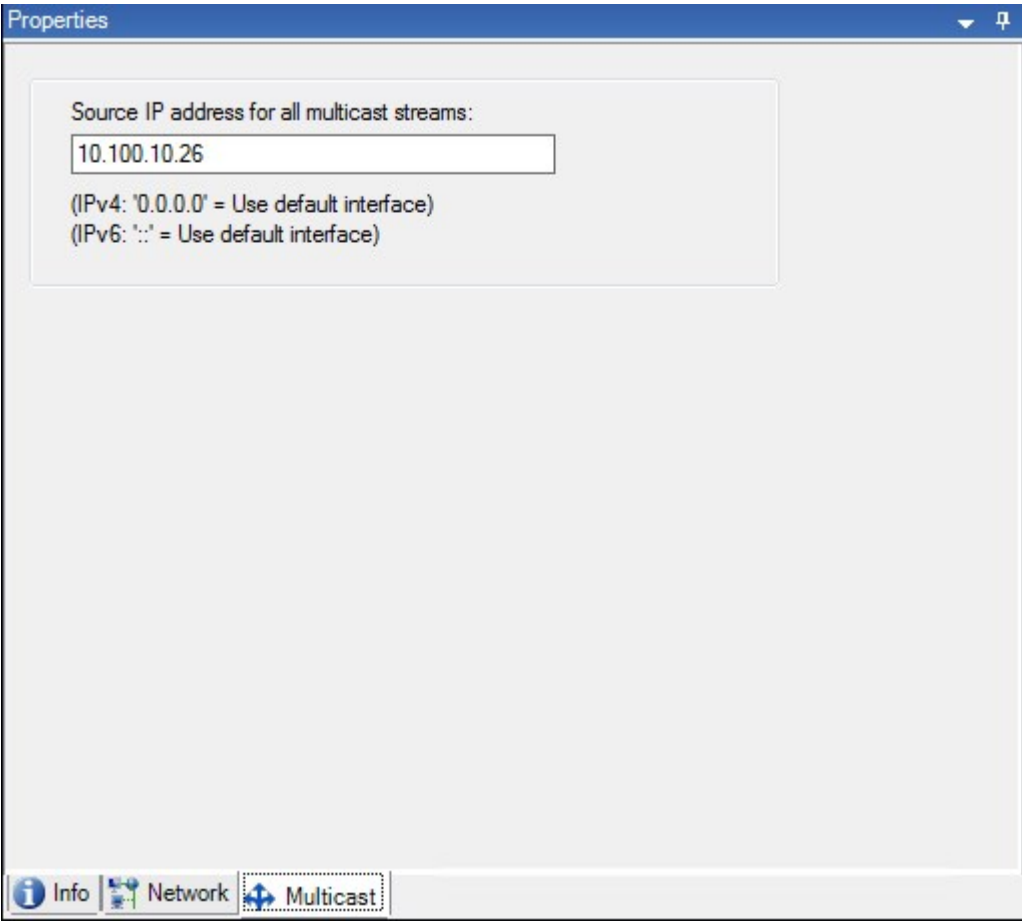 Properties
Source IP address for all multicast streams:
10.100.10.26
(IPv4: '0.0.0.0' = Use default interface)
(IPv6: '::' = Use default interface)
Info Network Multicast